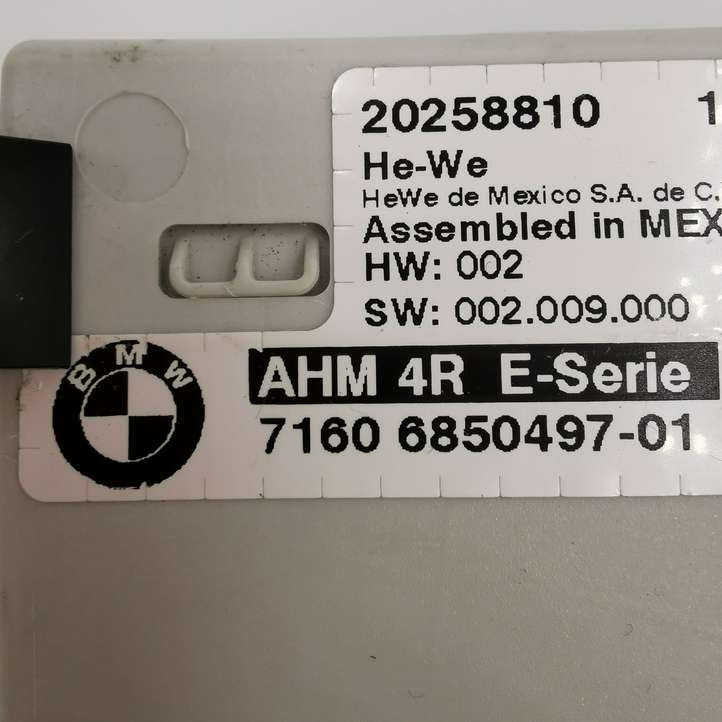 20258810 1
He-We
HeWe de Mexico S.A. de C.
Assembled in MEX
HW: 002
SW: 002.009.000
BMW
AHM 4R E-Serie
7160 6850497-01